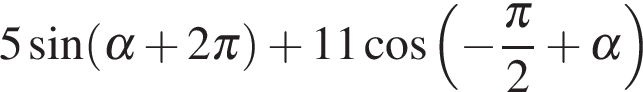 5 sin(α + 2π) + 11 cos(−π/2 + α)